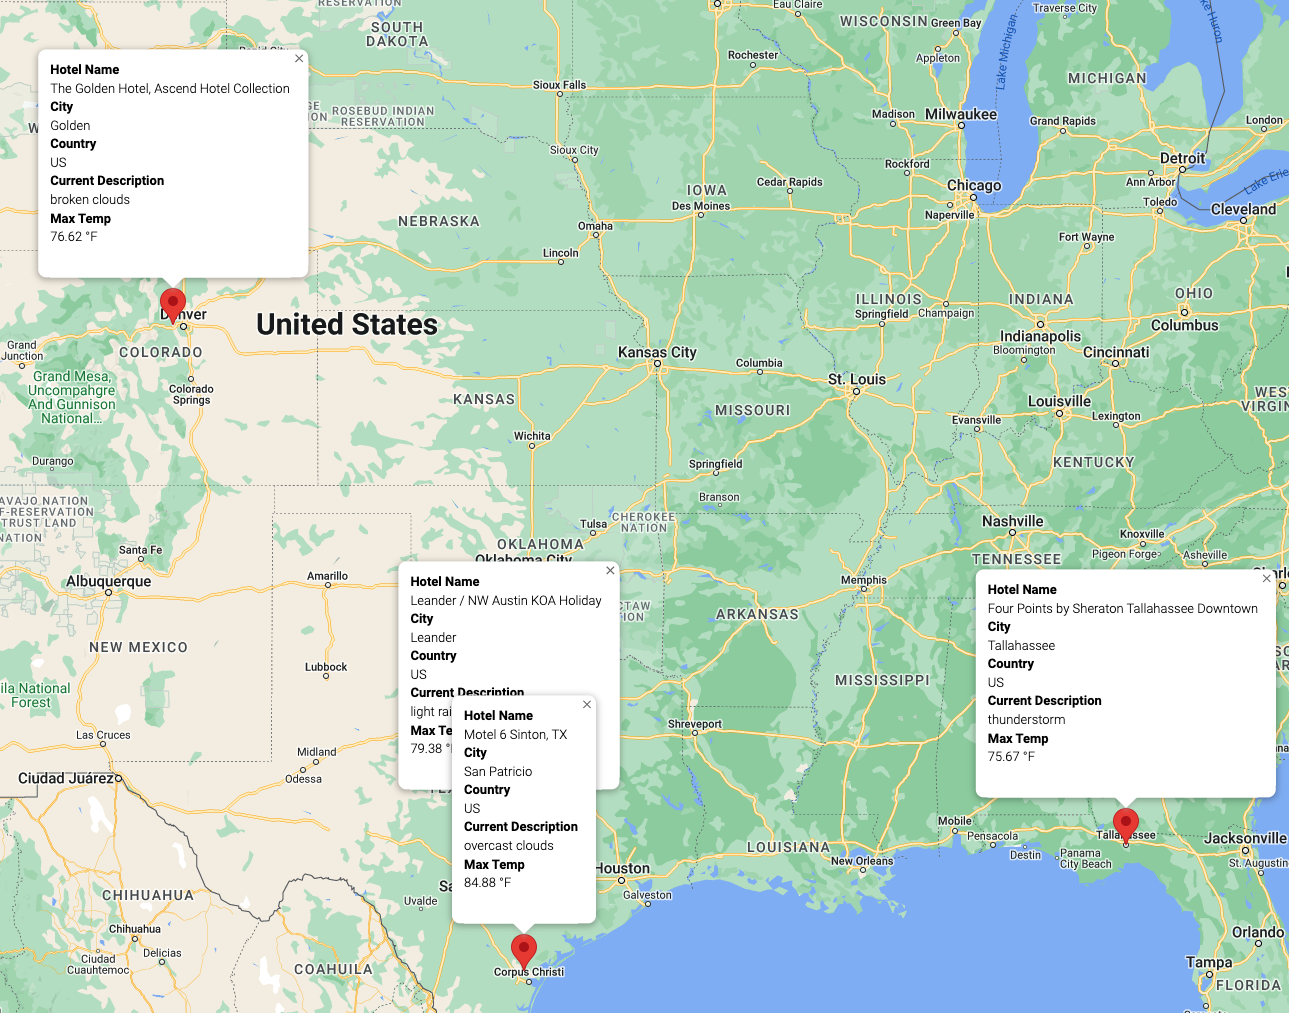 RESERVATION
Eau Claire
Traverse City
WISCONSIN
Green Bay
SOUTH
DAKOTA
Lake Michigan
Appleton
Rochester
MICHIGAN
Sioux Falls
Hotel Name
The Golden Hotel, Ascend Hotel Collection
City
Golden
Country
US
Current Description
broken clouds
Max Temp
76.62 °F
ROSEBUD INDIAN
RESERVATION
Madison
Milwaukee
Grand Rapids
London
Sioux City
Rockford
Detroit
Ann Arbor
Lake Erie
IOWA
Cedar Rapids
Des Moines
Chicago
Naperville
Toledo
Cleveland
NEBRASKA
Omaha
Lincoln
Fort Wayne
ILLINOIS
Springfield
Champaign
INDIANA
Indianapolis
Bloomington
OHIO
Columbus
Cincinnati
Denver
United States
Grand
Junction
COLORADO
Kansas City
Columbia
St. Louis
Grand Mesa,
Uncompahgre
And Gunnison
National...
Colorado
Springs
KANSAS
MISSOURI
Louisville
Lexington
Evansville
WEST
VIRGIN
Wichita
Durango
Springfield
Branson
KENTUCKY
AVAJO NATION
F-RESERVATION
TRUST LAND
NATION
Tulsa
CHEROKEE
NATION
Nashville
Knoxville
Pigeon Forge
Asheville
TENNESSEE
Santa Fe
OKLAHOMA
Oklahoma City
Albuquerque
Amarillo
Memphis
Hotel Name
Leander / NW Austin KOA Holiday
City
Leander
Country
US
Current Description
light rai
Max Te
79.38 °
Hotel Name
Four Points by Sheraton Tallahassee Downtown
City
Tallahassee
Country
US
Current Description
thunderstorm
Max Temp
75.67 °F
ARKANSAS
NEW MEXICO
Lubbock
MISSISSIPPI
ila National
Forest
Shreveport
Las Cruces
Midland
Odessa
Ciudad Juárez
Hotel Name
Motel 6 Sinton, TX
City
San Patricio
Country
US
Current Description
overcast clouds
Max Temp
84.88 °F
Mobile
Pensacola
Destin
Panama
City Beach
Tallahassee
Jacksonville
St. Augustin
LOUISIANA
New Orleans
Houston
Galveston
Uvalde
CHIHUAHUA
Chihuahua
Delicias
Ciudad
Cuauhtemoc
COAHUILA
Corpus Christi
Orlando
Tampa
FLORIDA